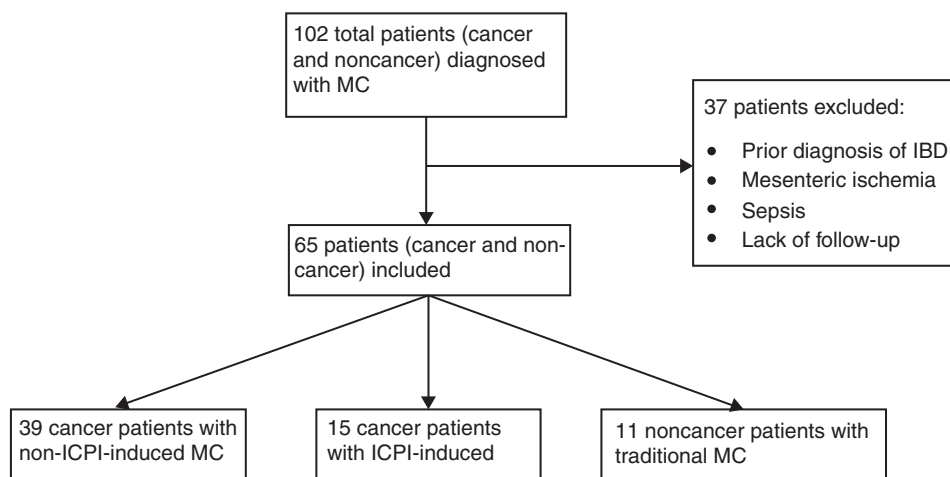 102 total patients (cancer
and noncancer) diagnosed
with MC
37 patients excluded:
• Prior diagnosis of IBD
• Mesenteric ischemia
• Sepsis
• Lack of follow-up
65 patients (cancer and non-
cancer) included
39 cancer patients with
non-ICPI-induced MC
15 cancer patients
with ICPI-induced
11 noncancer patients with
traditional MC